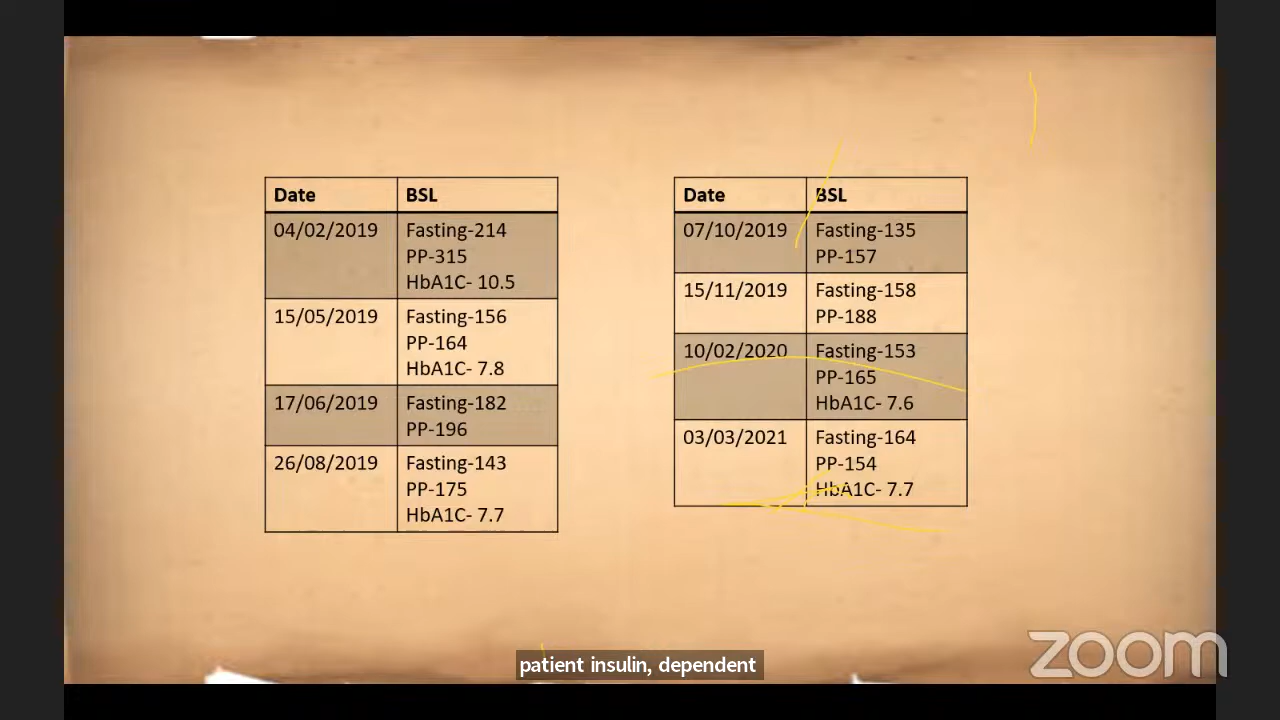 Date BSL
04/02/2019 Fasting-214
PP-315
HbA1C- 10.5
15/05/2019 Fasting-156
PP-164
HbA1C- 7.8
17/06/2019 Fasting-182
PP-196
26/08/2019 Fasting-143
PP-175
HbA1C- 7.7
Date BSL
07/10/2019 Fasting-135
PP-157
15/11/2019 Fasting-158
PP-188
10/02/2020 Fasting-153
PP-165
HbA1C- 7.6
03/03/2021 Fasting-164
PP-154
HbA1C- 7.7
patient insulin, dependent
zoom